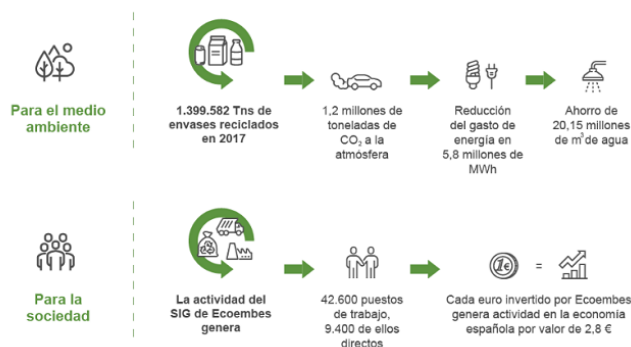 Para el medio
ambiente
1.399.582 Tns de
envases reciclados
en 2017
1,2 millones de
toneladas de
CO₂ a la
atmósfera
Reducción
del gasto de
energía en
5,8 millones de
MWh
Ahorro de
20,15 millones
de m³ de agua
Para la
sociedad
La actividad del
SIG de Ecoembes
genera
42.600 puestos
de trabajo,
9.400 de ellos
directos
1€
=
Cada euro invertido por Ecoembes
genera actividad en la economía
española por valor de 2,8 €